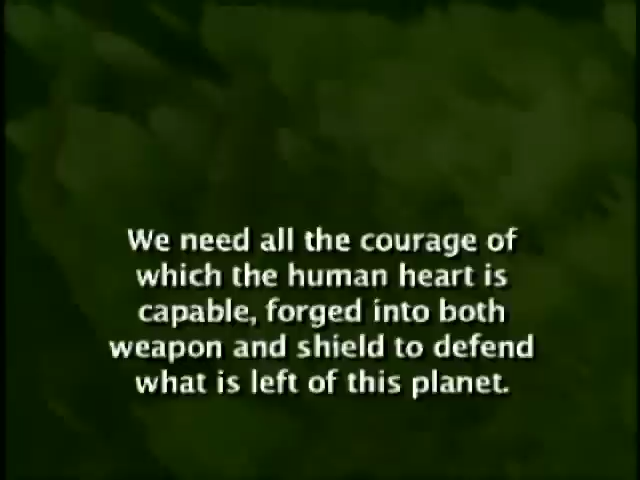 We need all the courage of
which the human heart is
capable, forged into both
weapon and shield to defend
what is left of this planet.